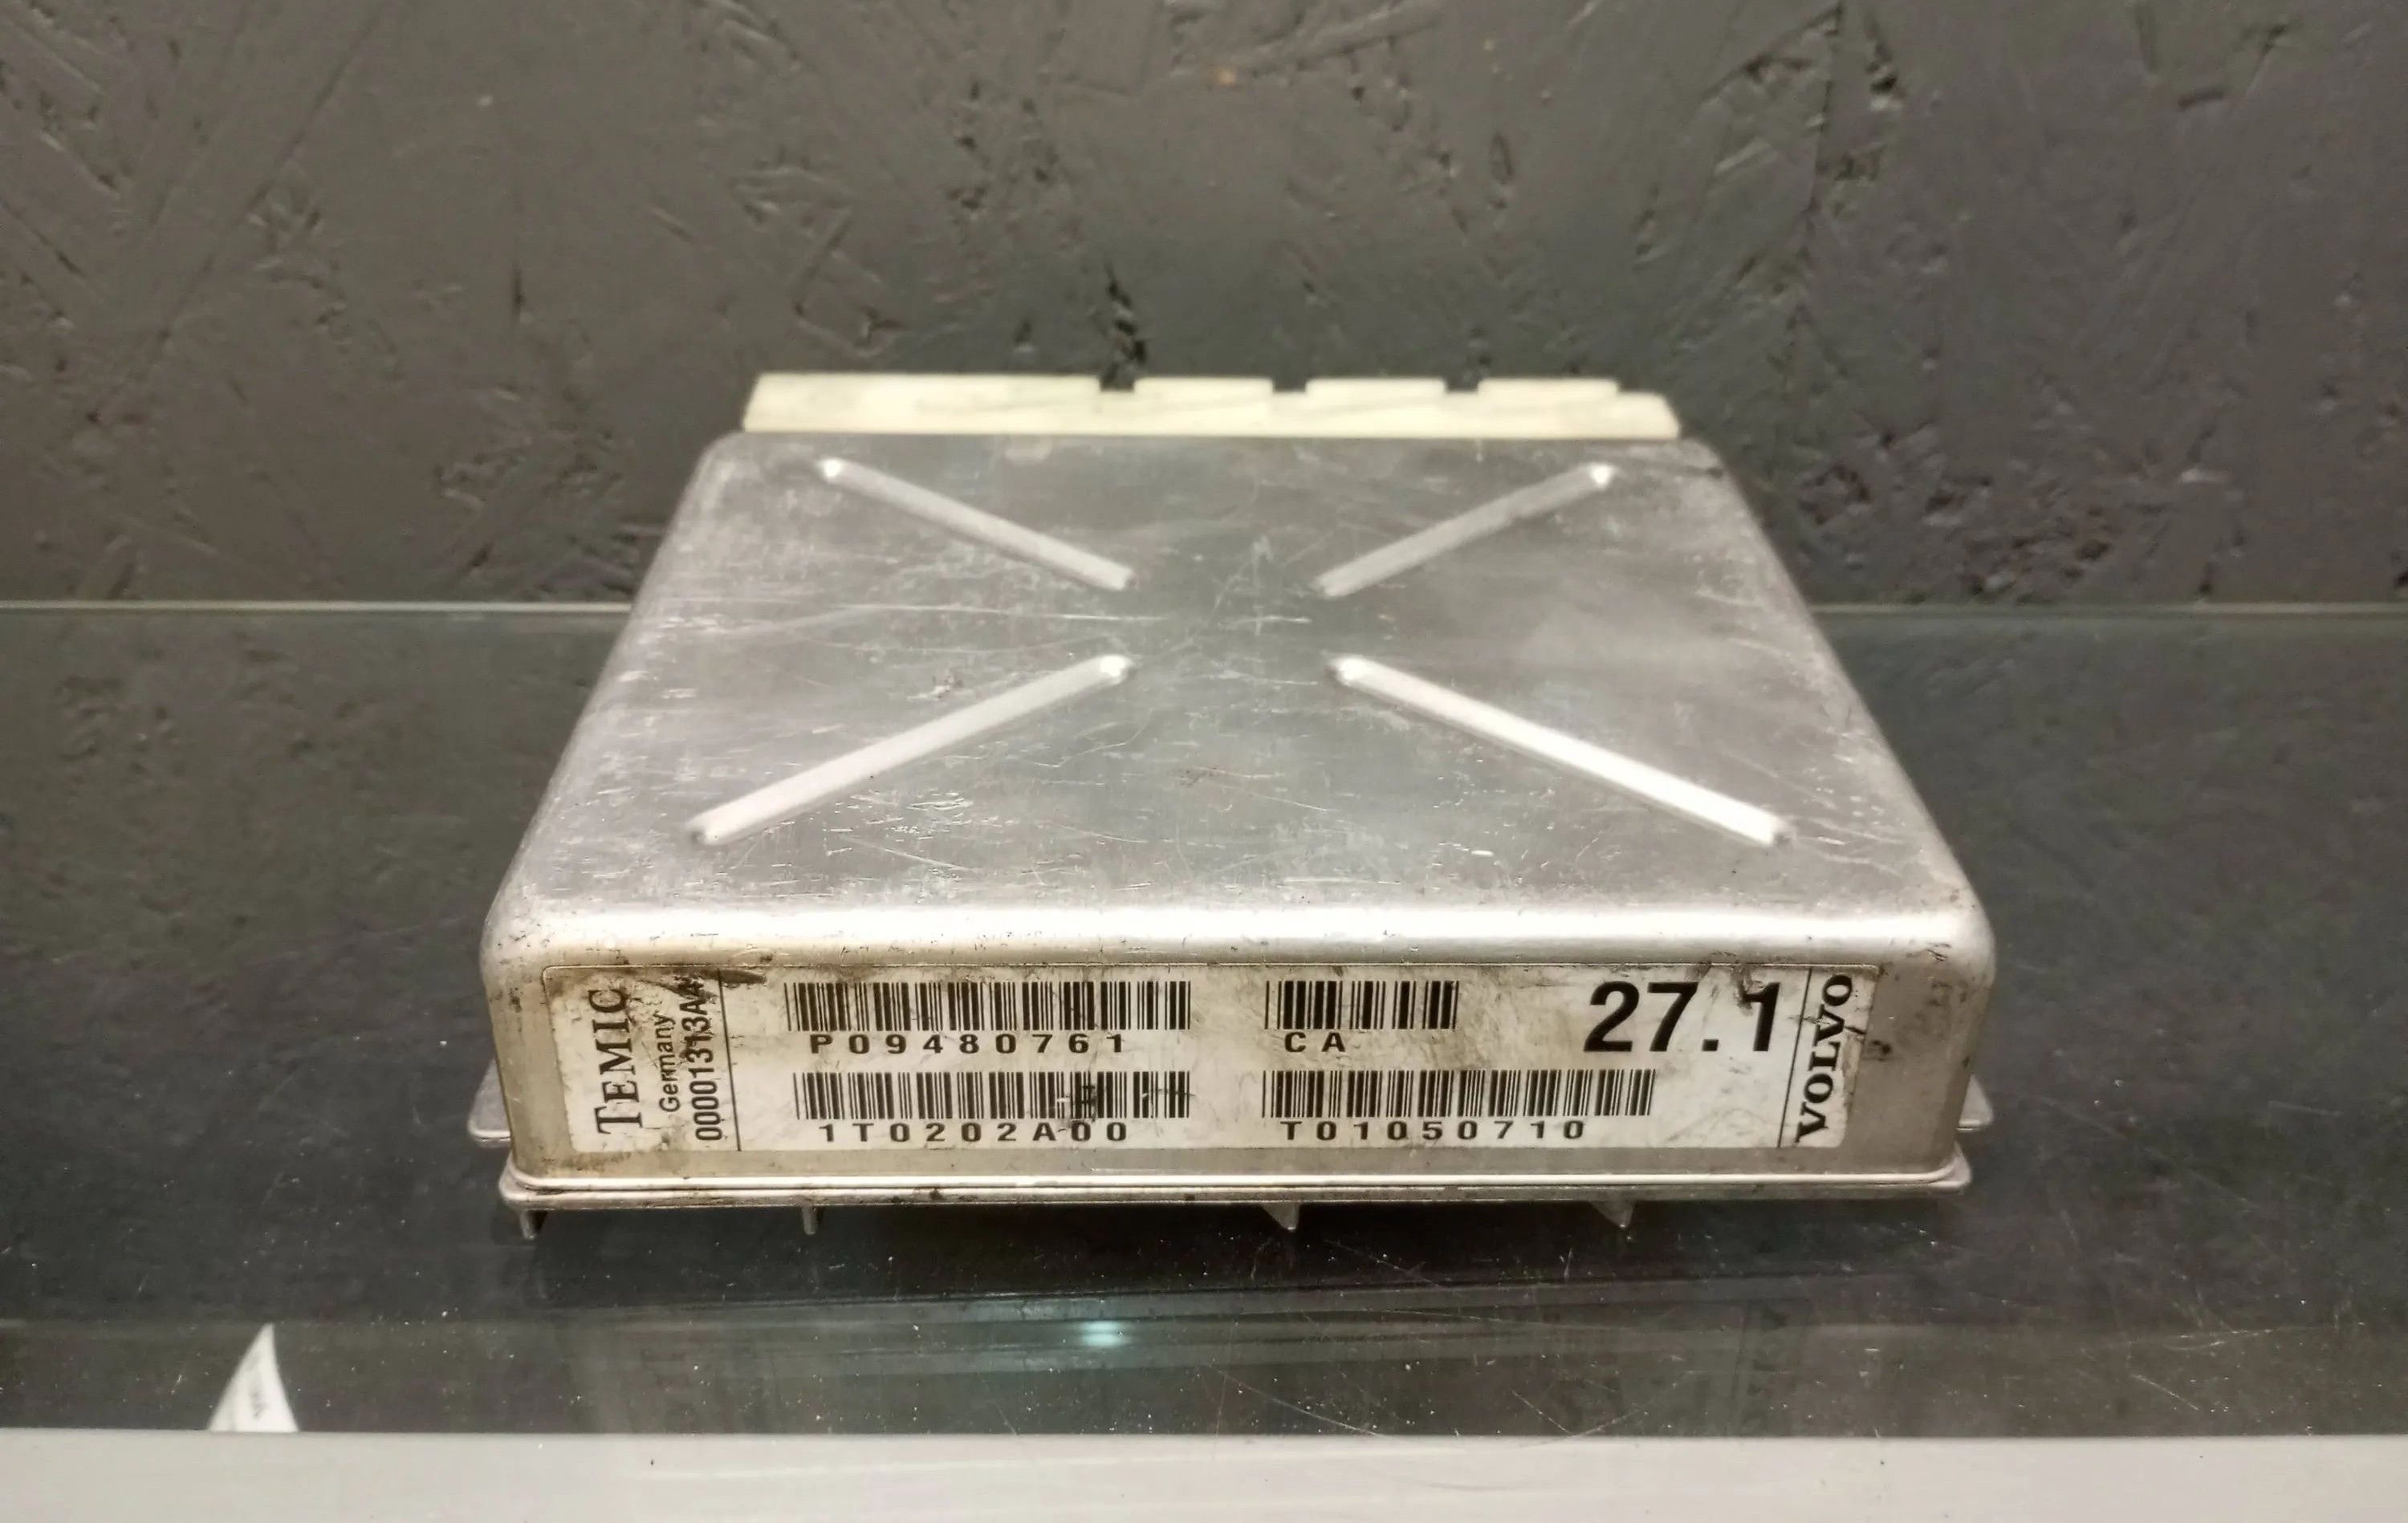 TEMIC
Germany
00001313A4
P09480761
CA
27.1
1T0202A00
T01050710
VOLVO